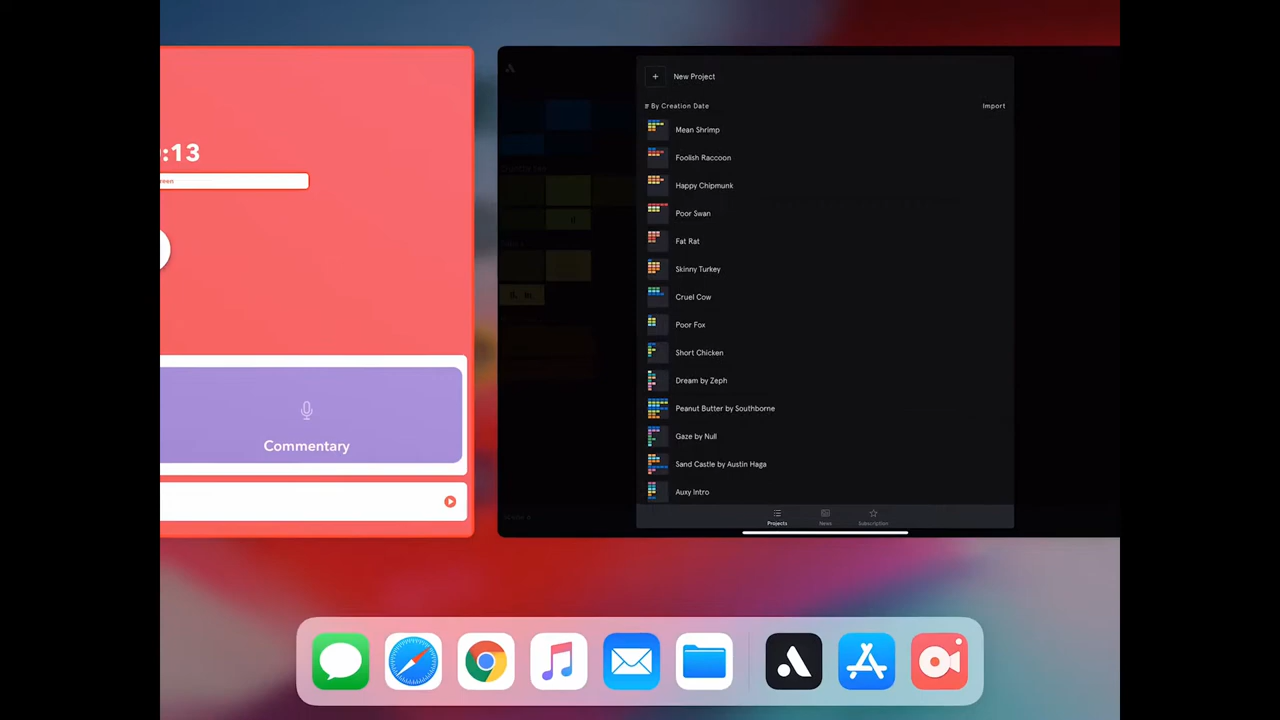 :13
reen
Commentary
New Project
By Creation Date
Import
Mean Shrimp
Foolish Raccoon
Happy Chipmunk
Poor Swan
Fat Rat
Skinny Turkey
Cruel Cow
Poor Fox
Short Chicken
Dream by Zeph
Peanut Butter by Southborne
Gaze by Null
Sand Castle by Austin Haga
Auxy Intro
Projects
News
Subscription